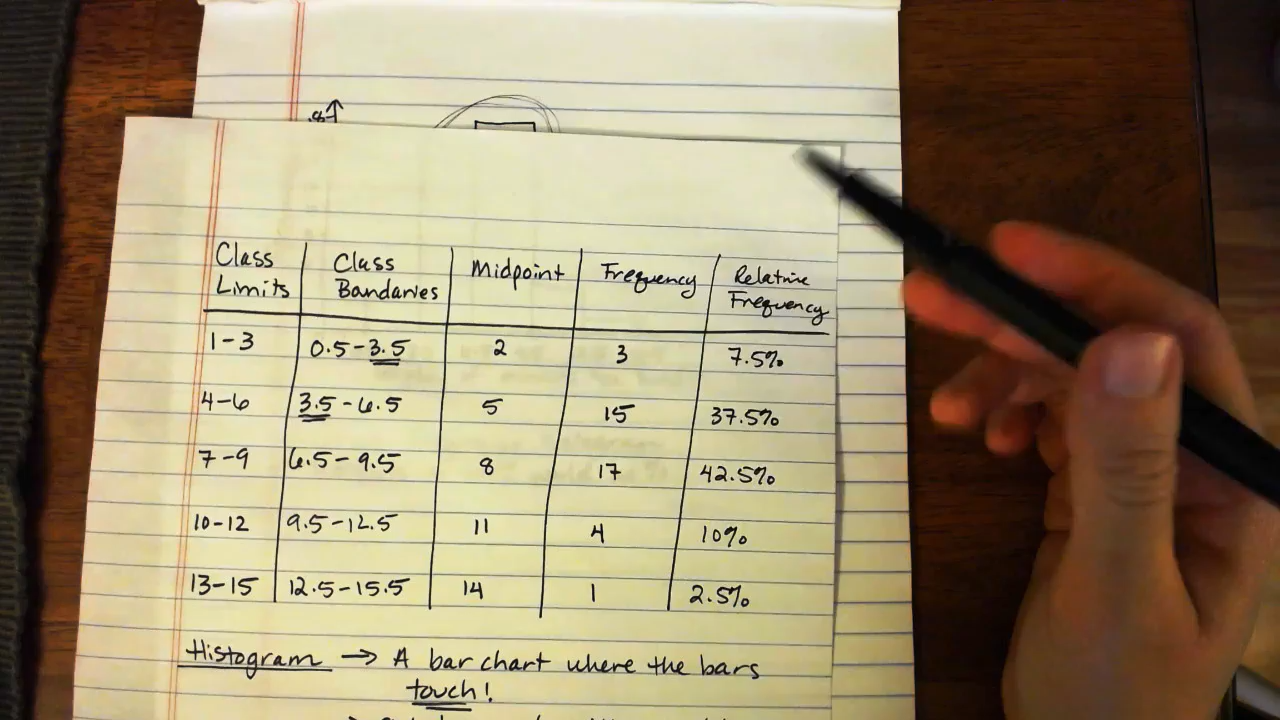 .8
Class Limits | Class Bandaries | Midpoint | Frequency | Relative Frequency
1-3 | 0.5-3.5 | 2 | 3 | 7.5%
4-6 | 3.5-6.5 | 5 | 15 | 37.5%
7-9 | 6.5-9.5 | 8 | 17 | 42.5%
10-12 | 9.5-12.5 | 11 | 4 | 10%
13-15 | 12.5-15.5 | 14 | 1 | 2.5%
Histogram → A bar chart where the bars
touch!